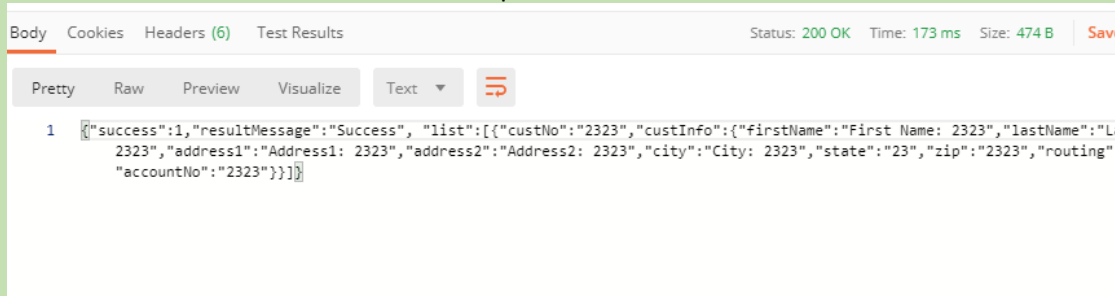 Body Cookies Headers (6) Test Results Status: 200 OK Time: 173 ms Size: 474 B Save
Pretty Raw Preview Visualize Text
1 {"success":1,"resultMessage":"Success", "list":[{"custNo":"2323","custInfo":{"firstName":"First Name: 2323","lastName":"La
2323","address1":"Address1: 2323","address2":"Address2: 2323","city":"City: 2323","state":"23","zip":"2323","routing"
"accountNo":"2323"}}]}